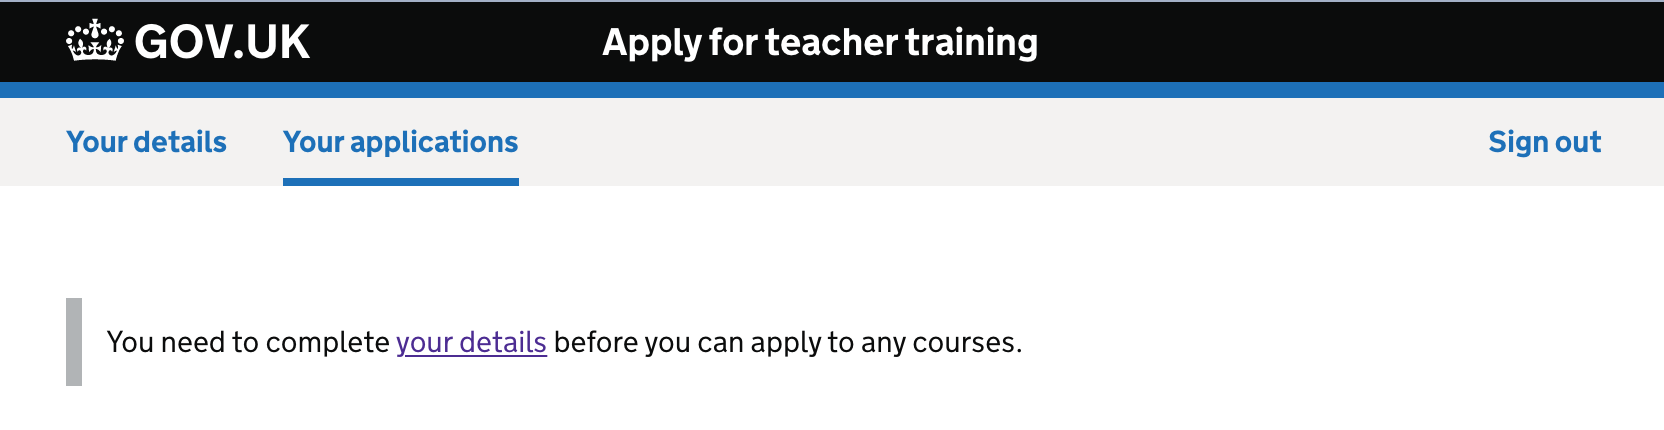 GOV.UK
Apply for teacher training
Your details
Your applications
Sign out
You need to complete your details before you can apply to any courses.